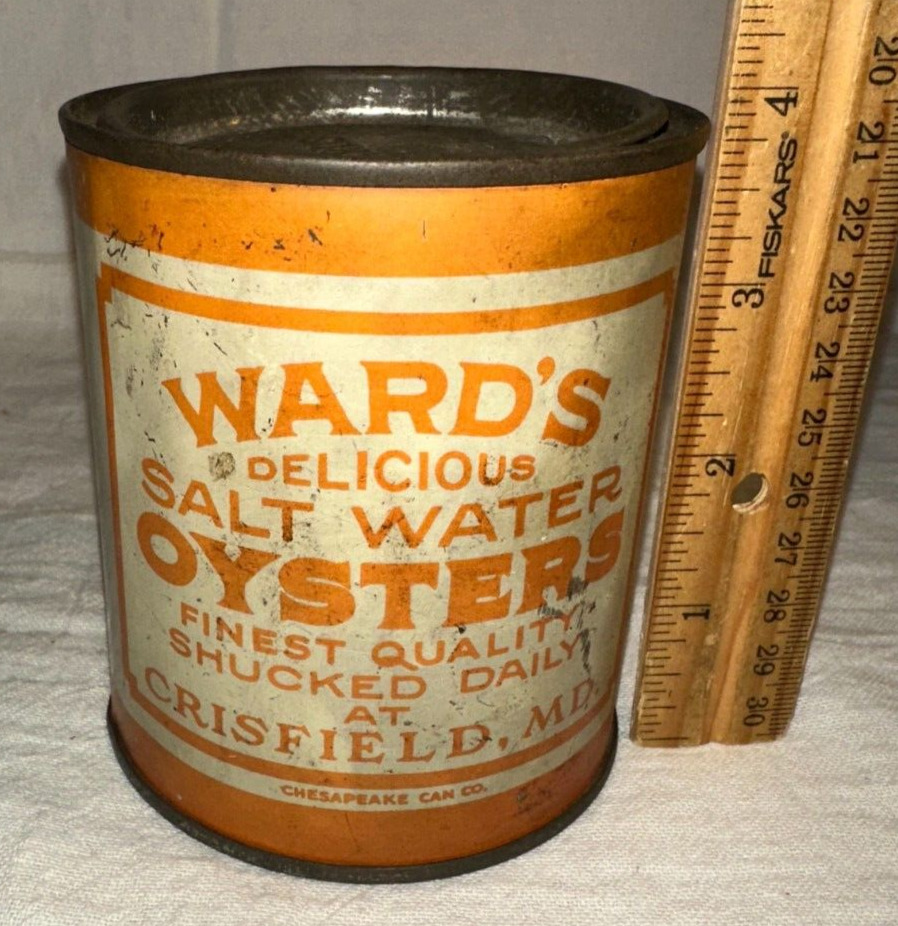 WARD'S
DELICIOUS
SALT WATER
OYSTERS
FINEST QUALITY
SHUCKED DAILY
AT
CRISFIELD, MD.
CHESAPEAKE CAN CO.
FISKARS®
4
3
2
1
20
21
22
23
24
25
26
27
28
29
30